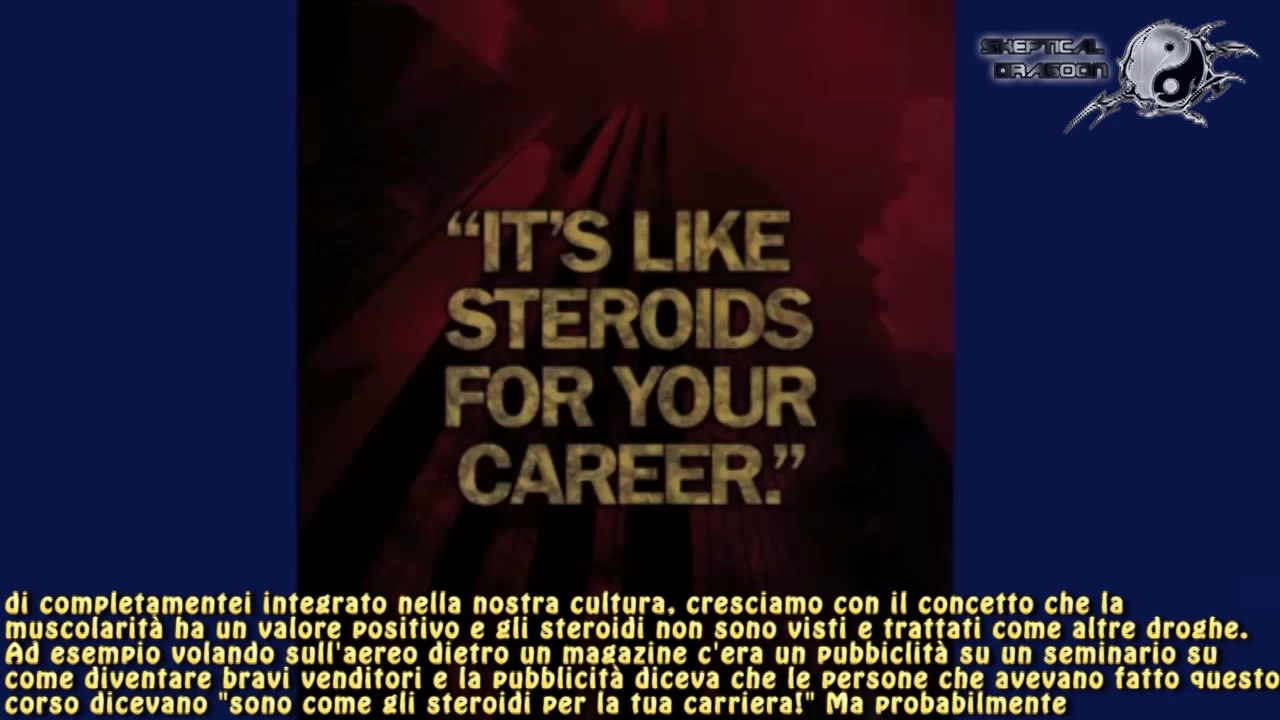 SKEPTICAL
DRAGOON
“IT’S LIKE
STEROIDS
FOR YOUR
CAREER.”
di completamentei integrato nella nostra cultura, cresciamo con il concetto che la
muscolarità ha un valore positivo e gli steroidi non sono visti e trattati come altre droghe.
Ad esempio volando sull'aereo dietro un magazine c'era un pubbiclità su un seminario su
come diventare bravi venditori e la pubblicità diceva che le persone che avevano fatto questo
corso dicevano "sono come gli steroidi per la tua carriera!" Ma probabilmente